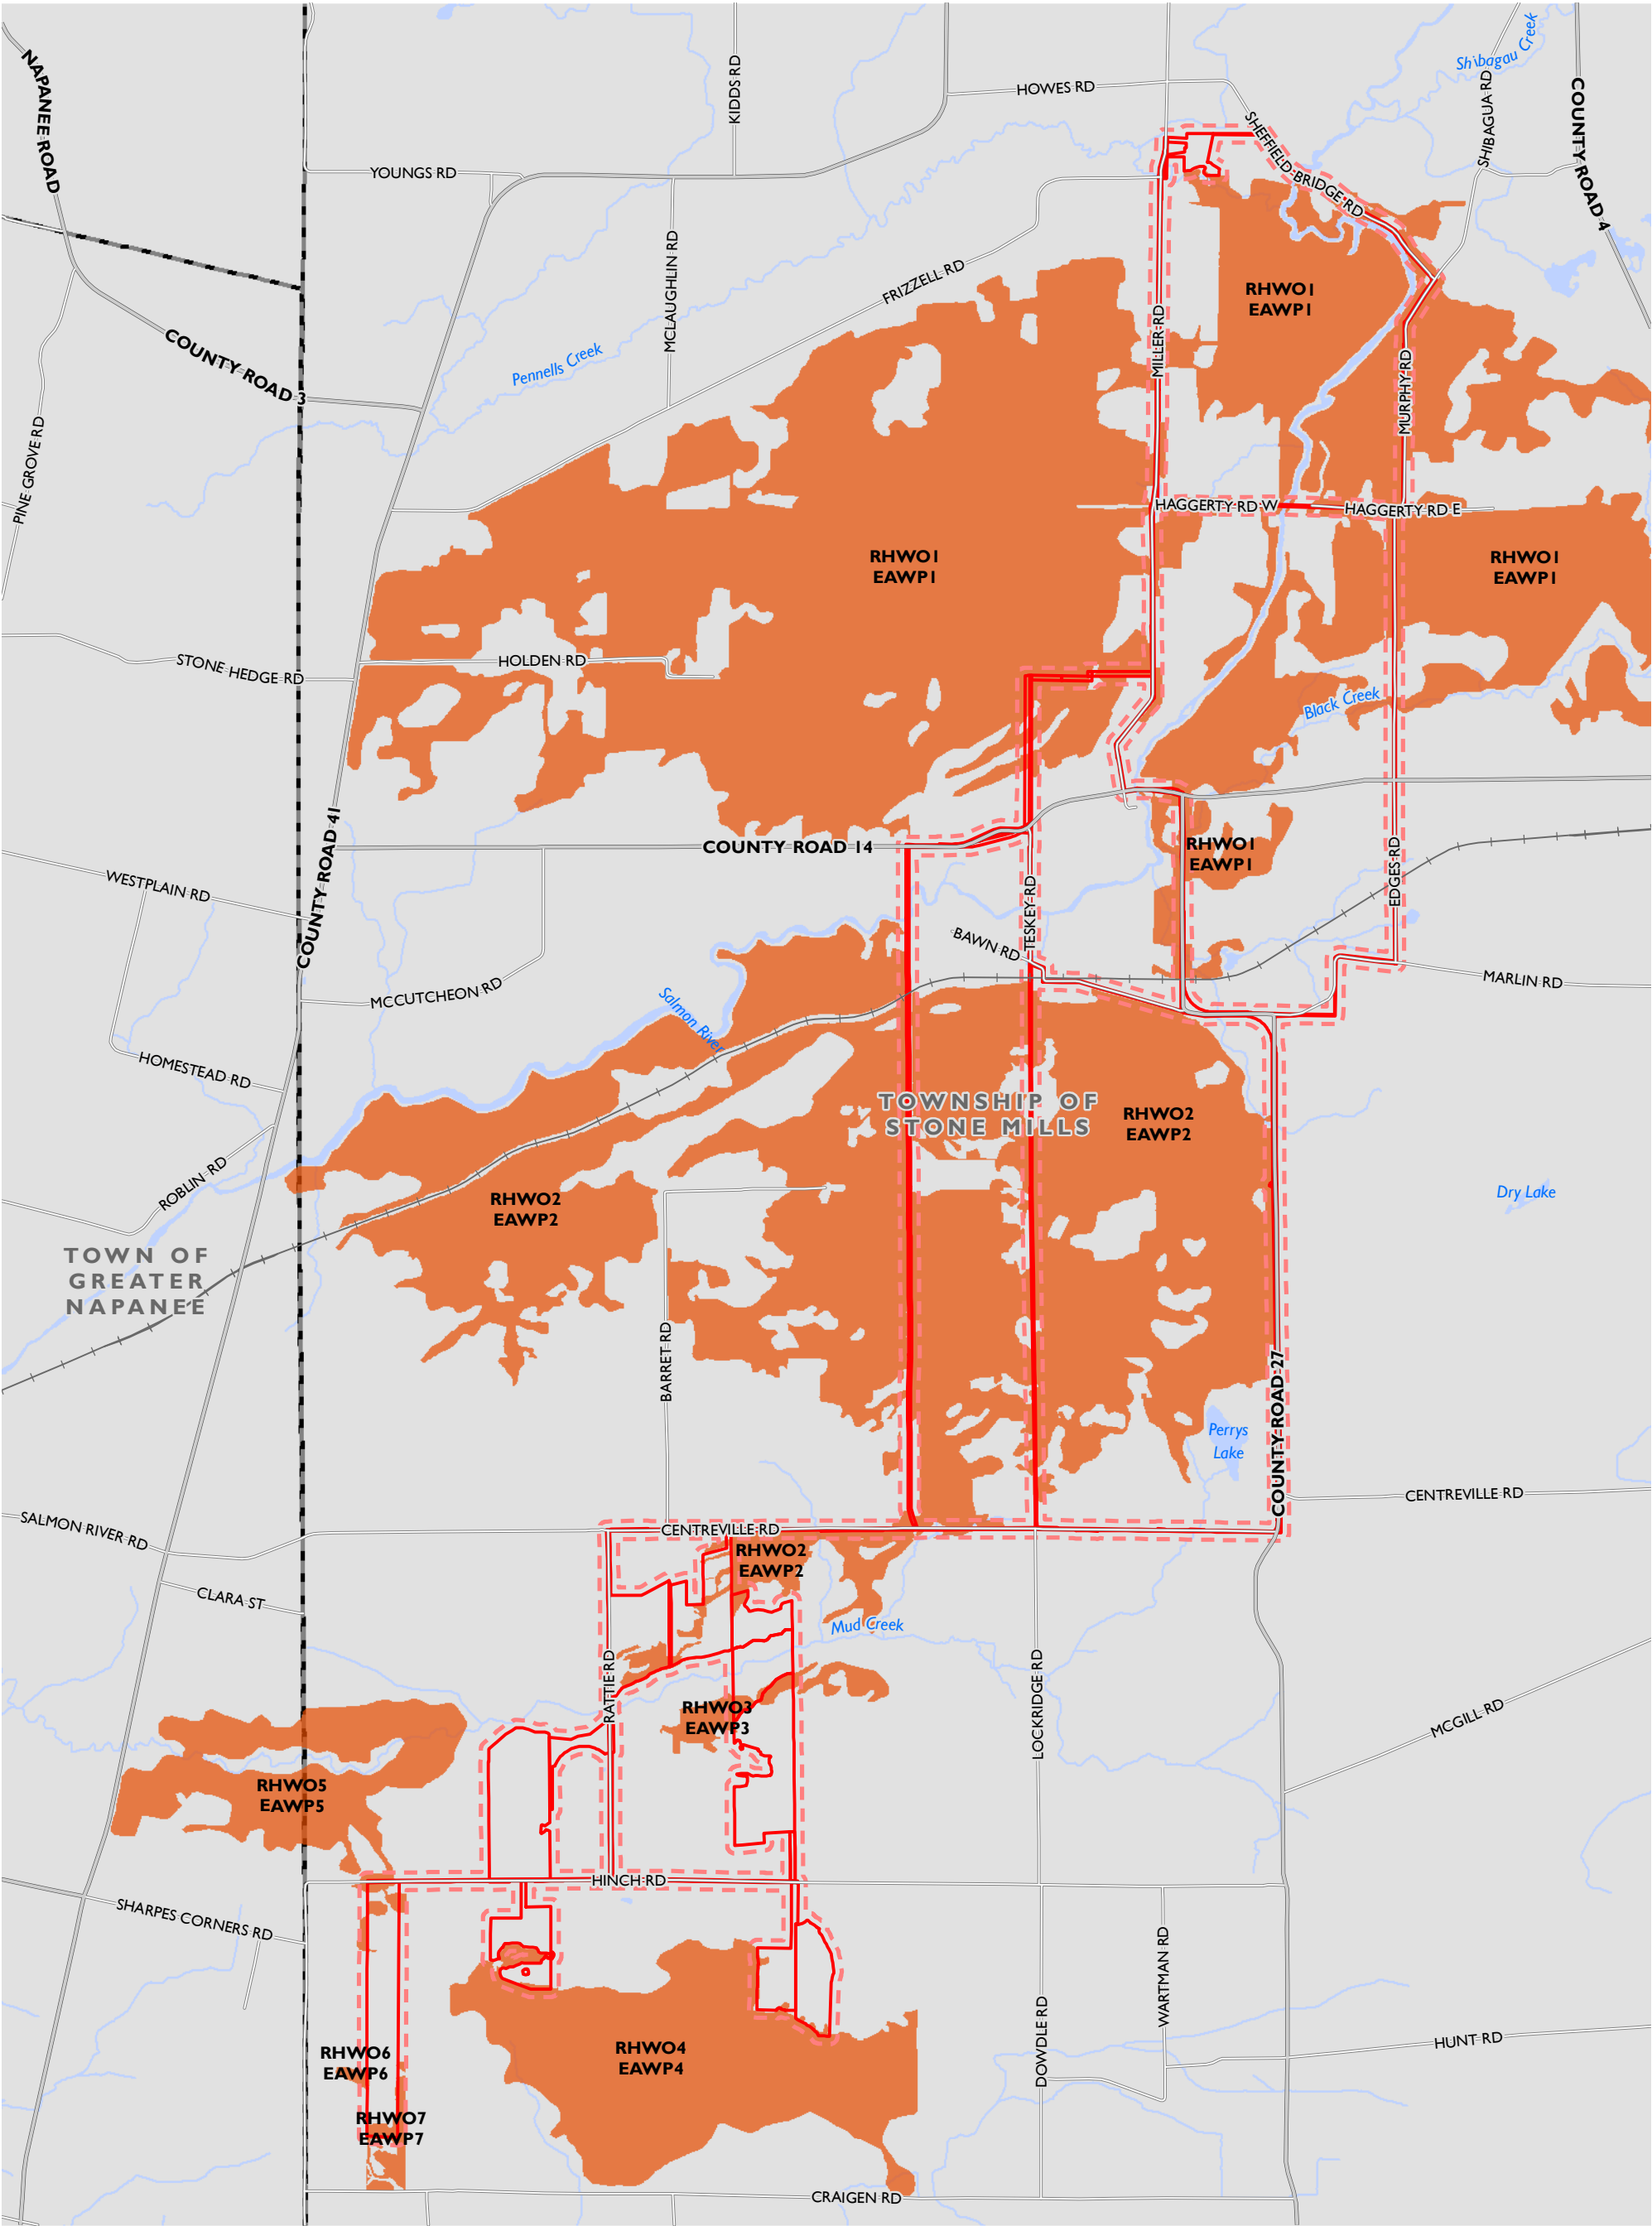 NAPANEE ROAD
KIDDS RD
HOWES RD
Shibagau Creek
SHIBAGUA RD
COUNTY ROAD 4
YOUNGS RD
SHEFFIELD BRIDGE RD
MCLAUGHLIN RD
FRIZZELL RD
RHWO1
EAWP1
MILLER RD
COUNTY ROAD 3
Pennells Creek
MURPHY RD
PINE GROVE RD
HAGGERTY RD W
HAGGERTY RD E
RHWO1
EAWP1
RHWO1
EAWP1
STONE HEDGE RD
HOLDEN RD
Black Creek
COUNTY ROAD 41
COUNTY ROAD 14
RHWO1
EAWP1
EDGES RD
WESTPLAIN RD
TESKEY RD
BAWN RD
MCCUTCHEON RD
MARLIN RD
Salmon River
HOMESTEAD RD
TOWNSHIP OF
STONE MILLS
RHWO2
EAWP2
ROBLIN RD
RHWO2
EAWP2
Dry Lake
TOWN OF
GREATER
NAPANEE
BARRET RD
COUNTY ROAD 27
Perrys
Lake
CENTREVILLE RD
SALMON RIVER RD
CENTREVILLE RD
RHWO2
EAWP2
CLARA ST
Mud Creek
RATTIE RD
LOCKRIDGE RD
RHWO3
EAWP3
MCGILL RD
RHWO5
EAWP5
HINCH RD
SHARPES CORNERS RD
WARTMAN RD
DOWDLE RD
HUNT RD
RHWO6
EAWP6
RHWO4
EAWP4
RHWO7
EAWP7
CRAIGEN RD